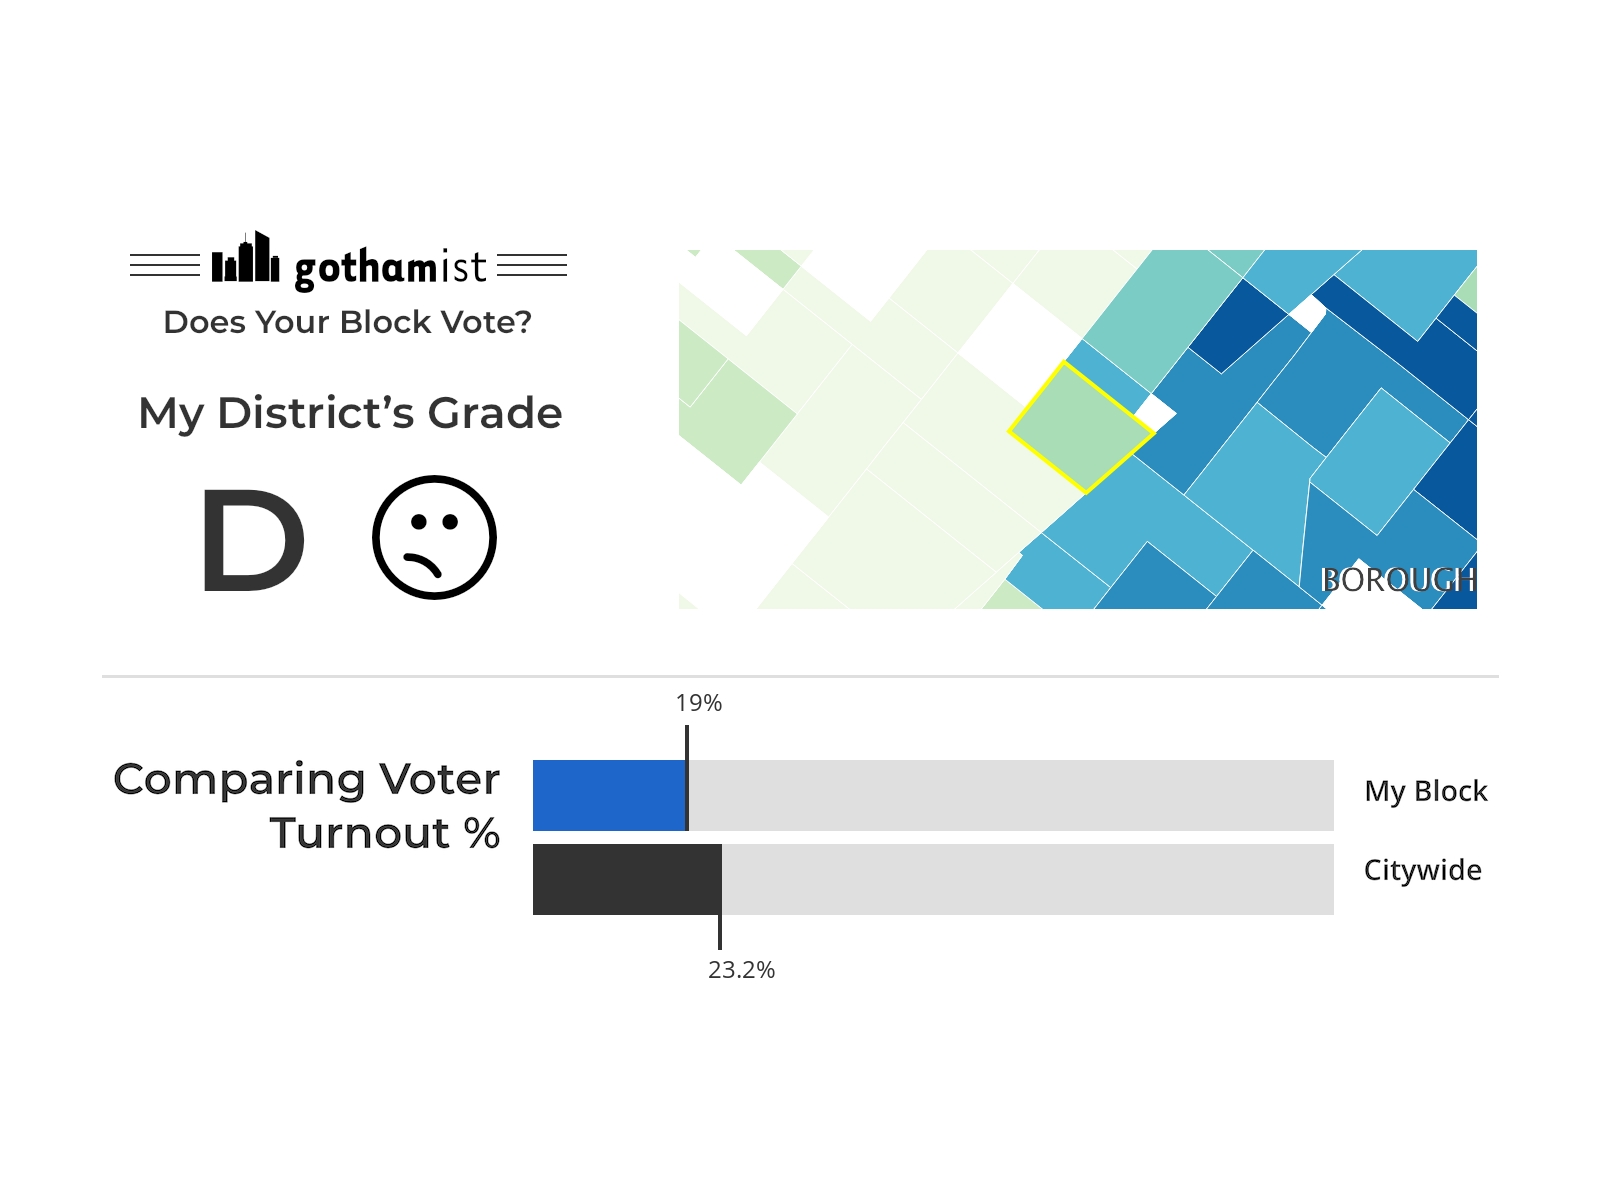 gothamist
Does Your Block Vote?
My District’s Grade
D
BOROUGH
19%
Comparing Voter
Turnout %
My Block
Citywide
23.2%